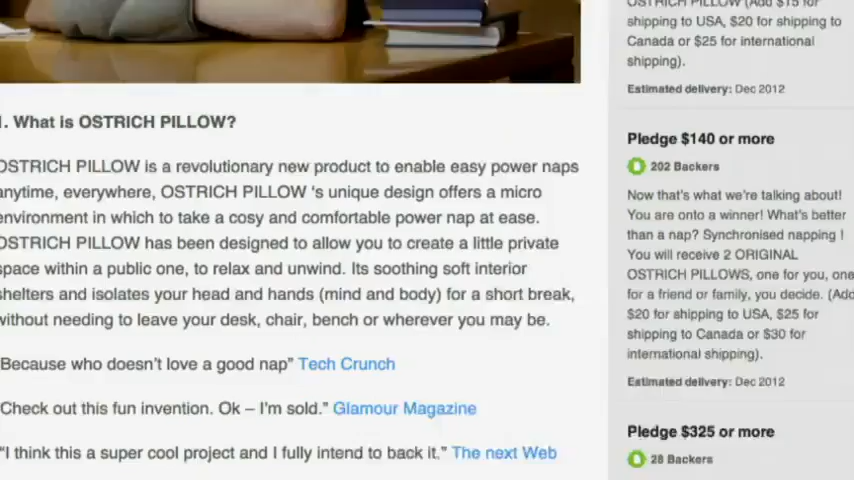 1. What is OSTRICH PILLOW?
OSTRICH PILLOW is a revolutionary new product to enable easy power naps
anytime, everywhere, OSTRICH PILLOW 's unique design offers a micro
environment in which to take a cosy and comfortable power nap at ease.
OSTRICH PILLOW has been designed to allow you to create a little private
space within a public one, to relax and unwind. Its soothing soft interior
shelters and isolates your head and hands (mind and body) for a short break,
without needing to leave your desk, chair, bench or wherever you may be.
Because who doesn't love a good nap" Tech Crunch
Check out this fun invention. Ok – I'm sold." Glamour Magazine
"I think this a super cool project and I fully intend to back it." The next Web
OSTRICH PILLOW (Add $15 for
shipping to USA, $20 for shipping to
Canada or $25 for international
shipping).
Estimated delivery: Dec 2012
Pledge $140 or more
202 Backers
Now that's what we're talking about!
You are onto a winner! What's better
than a nap? Synchronised napping !
You will receive 2 ORIGINAL
OSTRICH PILLOWS, one for you, one
for a friend or family, you decide. (Add
$20 for shipping to USA, $25 for
shipping to Canada or $30 for
international shipping).
Estimated delivery: Dec 2012
Pledge $325 or more
28 Backers